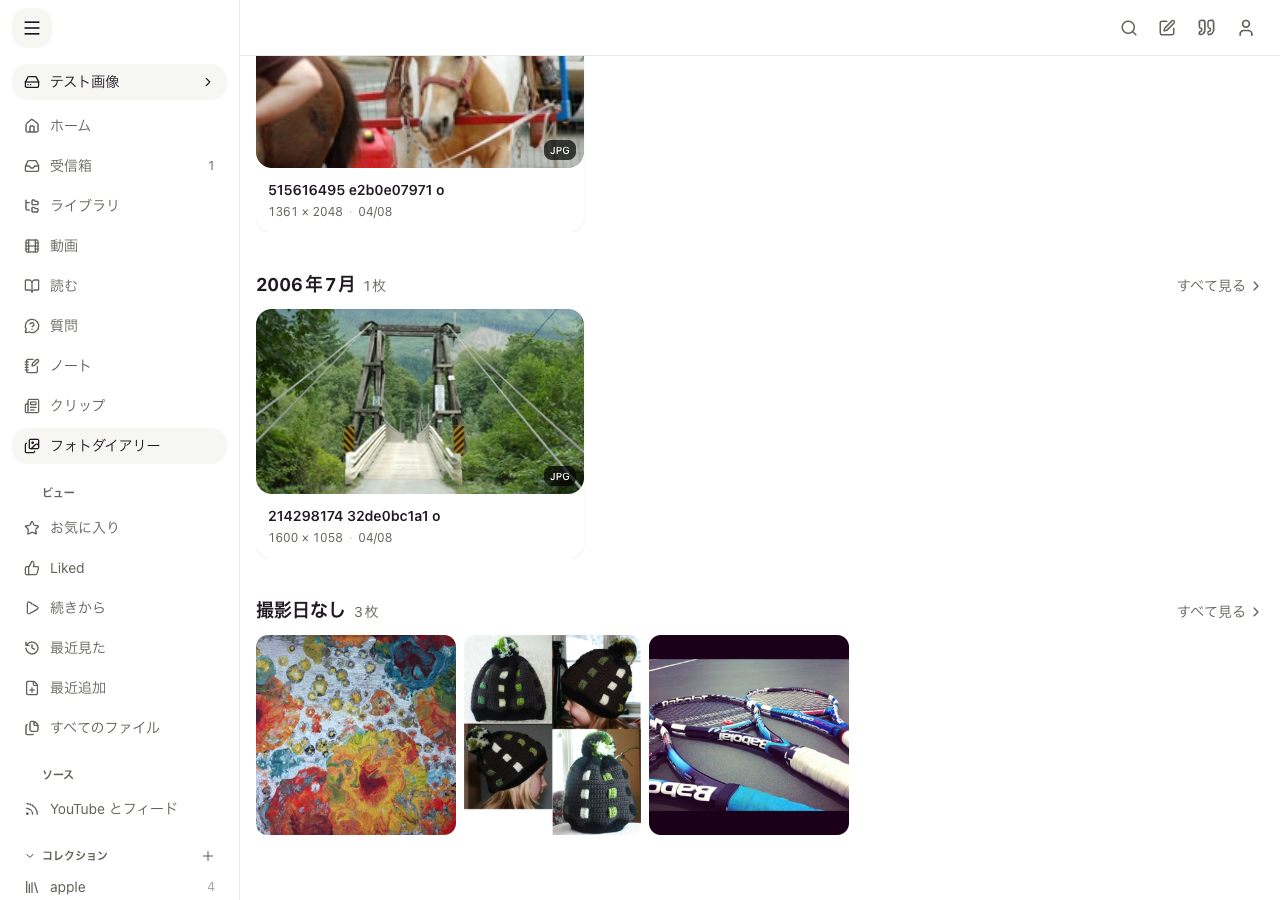 テスト画像
ホーム
受信箱 1
ライブラリ
動画
読む
質問
ノート
クリップ
フォトダイアリー
ビュー
お気に入り
Liked
続きから
最近見た
最近追加
すべてのファイル
ソース
YouTube とフィード
コレクション
apple 4
JPG
515616495 e2b0e07971 o
1361 × 2048 · 04/08
2006年7月 1枚
すべて見る
JPG
214298174 32de0bc1a1 o
1600 × 1058 · 04/08
撮影日なし 3枚
すべて見る
Babolat
Babolat
Babolat